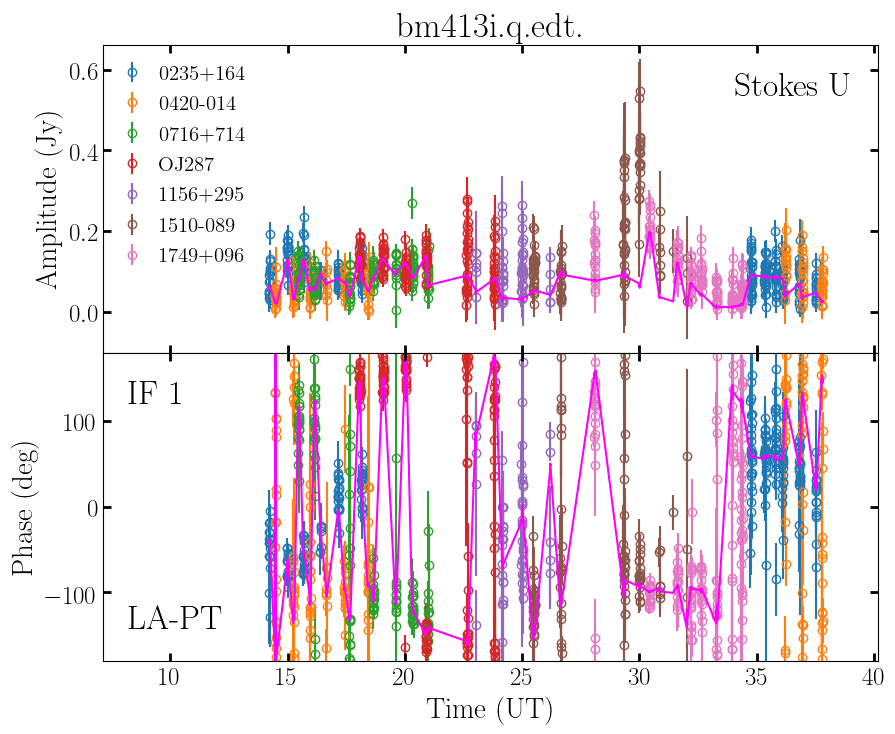 bm413i.q.edt.
Stokes U
0235+164
0420-014
0716+714
OJ287
1156+295
1510-089
1749+096
Amplitude (Jy)
0.6
0.4
0.2
0.0
IF 1
LA-PT
Phase (deg)
100
0
−100
10 15 20 25 30 35 40
Time (UT)